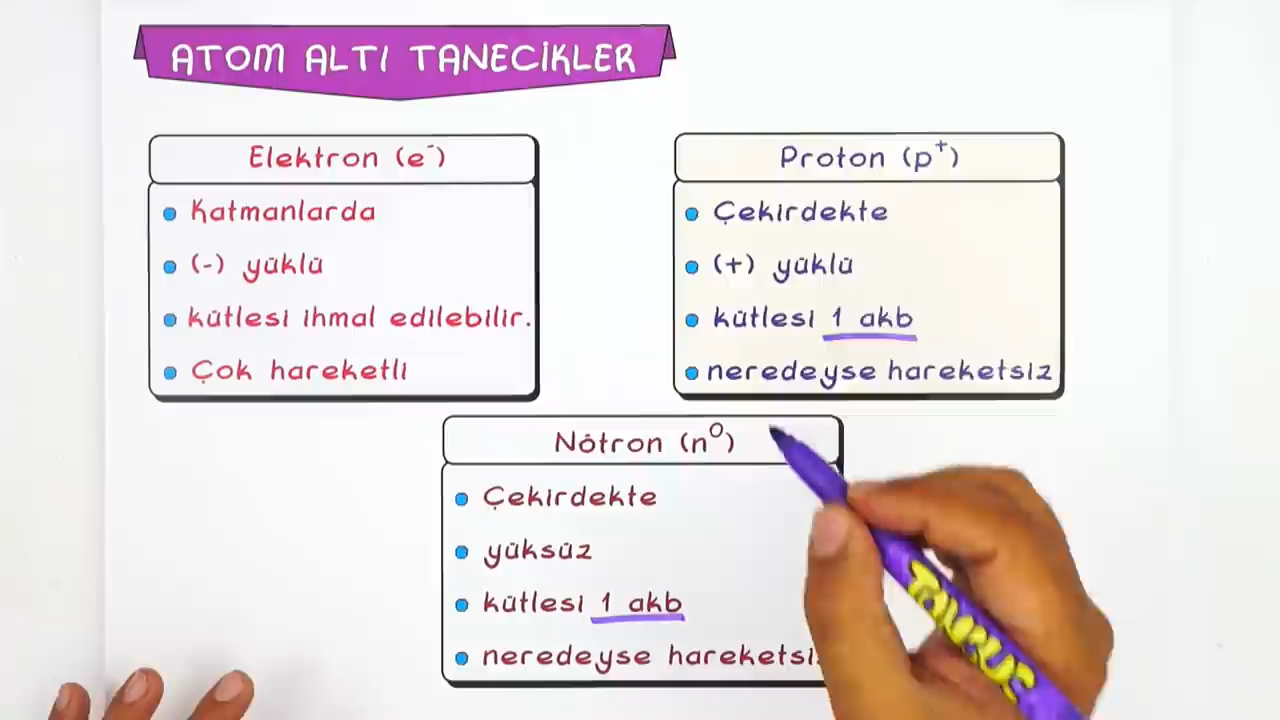 ATOM ALTI TANECİKLER
Elektron (e⁻)
Katmanlarda
(-) yüklü
kütlesi ihmal edilebilir.
Çok hareketli
Proton (p⁺)
Çekirdekte
(+) yüklü
kütlesi 1 akb
neredeyse hareketsiz
Nötron (n⁰)
Çekirdekte
yüksüz
kütlesi 1 akb
neredeyse